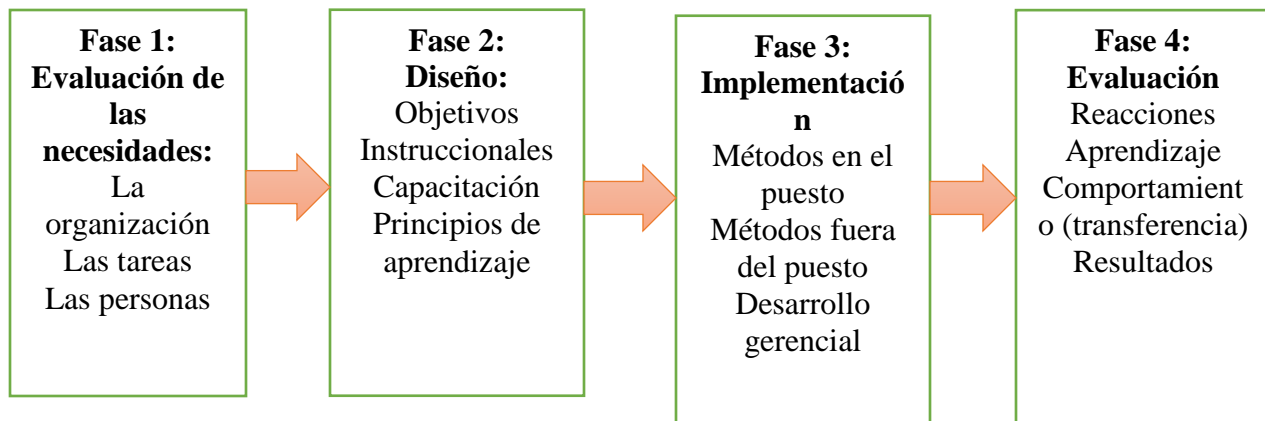 Fase 1:
Evaluación de
las
necesidades:
La
organización
Las tareas
Las personas
Fase 2:
Diseño:
Objetivos
Instruccionales
Capacitación
Principios de
aprendizaje
Fase 3:
Implementació
n
Métodos en el
puesto
Métodos fuera
del puesto
Desarrollo
gerencial
Fase 4:
Evaluación
Reacciones
Aprendizaje
Comportamient
o (transferencia)
Resultados